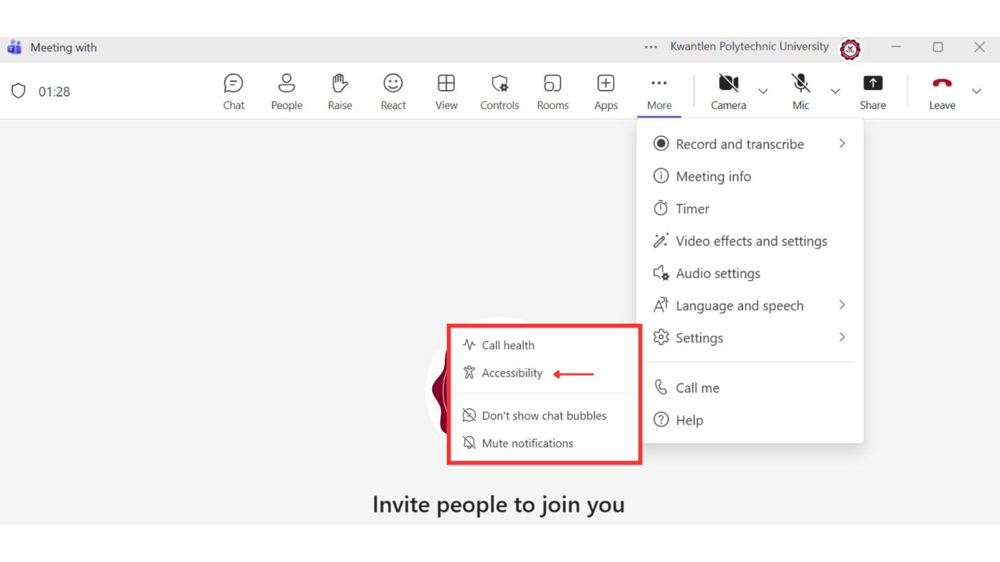 Meeting with
Kwantlen Polytechnic University
KPU
01:28
Chat
People
Raise
React
View
Controls
Rooms
Apps
More
Camera
Mic
Share
Leave
Record and transcribe
Meeting info
Timer
Video effects and settings
Audio settings
Language and speech
Settings
Call me
Help
Call health
Accessibility
Don't show chat bubbles
Mute notifications
Invite people to join you